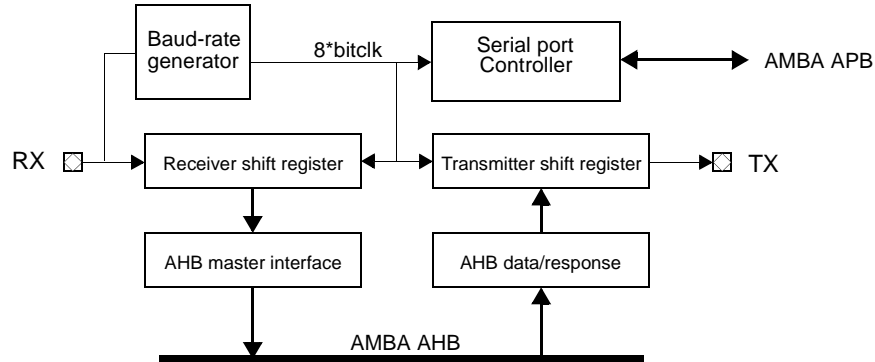 Baud-rate
generator
8*bitclk
Serial port
Controller
AMBA APB
RX
Receiver shift register
Transmitter shift register
TX
AHB master interface
AHB data/response
AMBA AHB